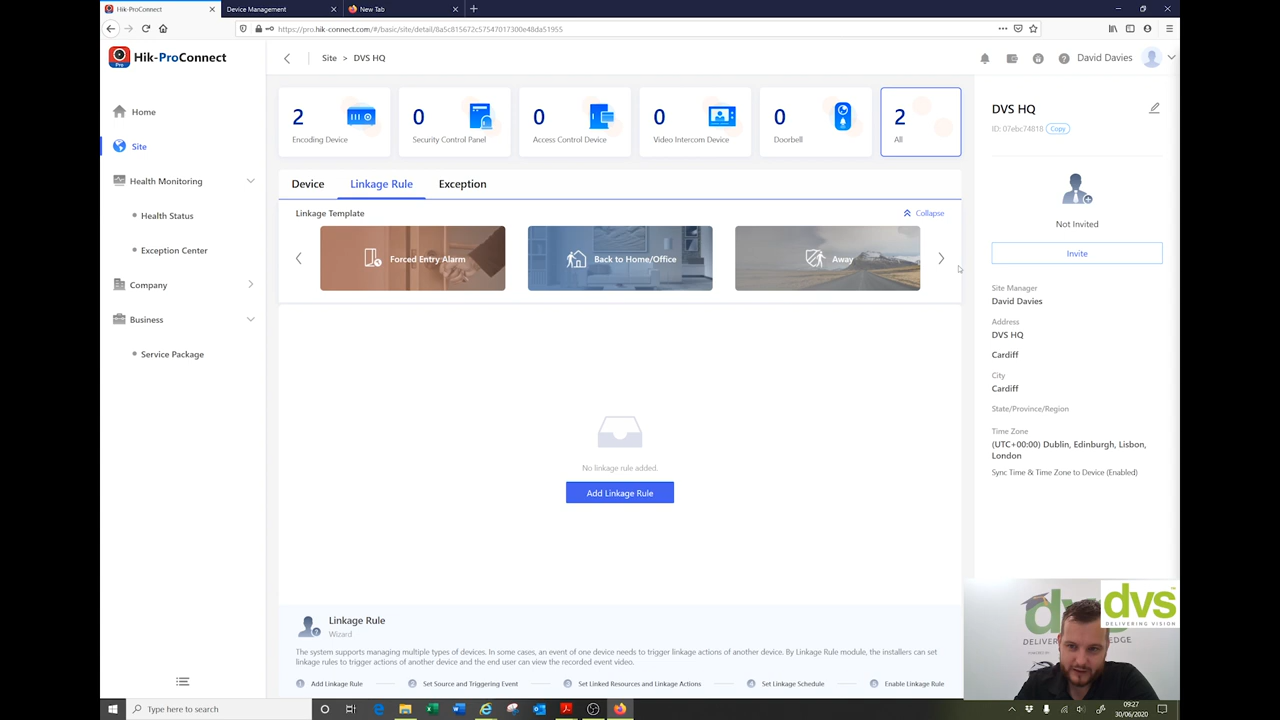 Hik-ProConnect
Device Management
New Tab
https://pro.hik-connect.com/#/basic/site/detail/8a5c815672c57547017300e48da51955
Hik-ProConnect
Site > DVS HQ
David Davies
Home
Site
Health Monitoring
Health Status
Exception Center
Company
Business
Service Package
2
Encoding Device
0
Security Control Panel
0
Access Control Device
0
Video Intercom Device
0
Doorbell
2
All
Device
Linkage Rule
Exception
Linkage Template
Collapse
Forced Entry Alarm
Back to Home/Office
Away
No linkage rule added.
Add Linkage Rule
Linkage Rule
Wizard
The system supports managing multiple types of devices. In some cases, an event of one device needs to trigger linkage actions of another device. By Linkage Rule module, the installers can set
linkage rules to trigger actions of another device and the end user can view the recorded event video.
1 Add Linkage Rule
2 Set Source and Triggering Event
3 Set Linked Resources and Linkage Actions
4 Set Linkage Schedule
5 Enable Linkage Rule
DVS HQ
ID: 07ebc74818 Copy
Not Invited
Invite
Site Manager
David Davies
Address
DVS HQ
Cardiff
City
Cardiff
State/Province/Region
Time Zone
(UTC+00:00) Dublin, Edinburgh, Lisbon,
London
Sync Time & Time Zone to Device (Enabled)
dvs
DELIVERING VISION
Type here to search
09:27
30/06/2020